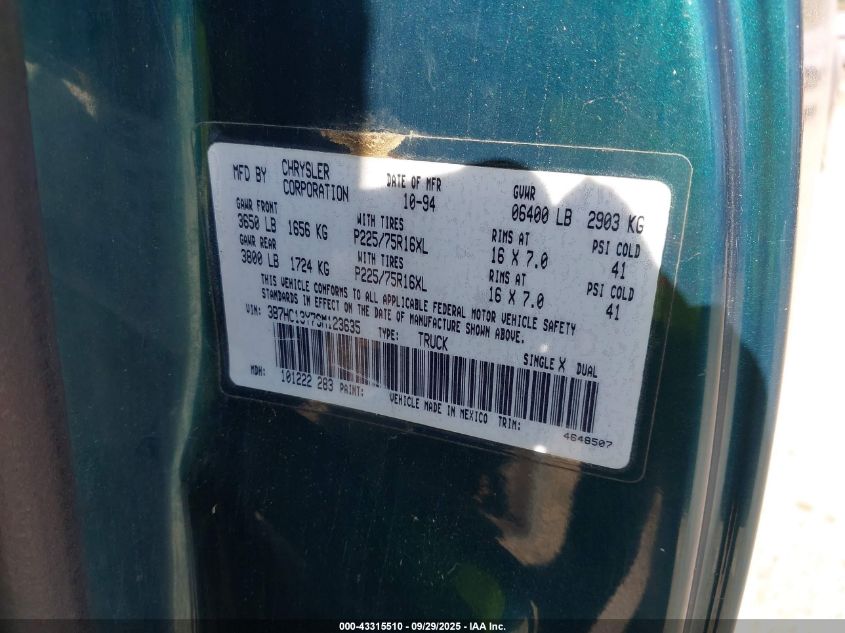 MFD BY CHRYSLER CORPORATION DATE OF MFR 10-94 GVWR 06400 LB 2903 KG
GAWR FRONT WITH TIRES RIMS AT PSI COLD
3650 LB 1656 KG P225/75R16XL 16 X 7.0 41
GAWR REAR WITH TIRES RIMS AT PSI COLD
3800 LB 1724 KG P225/75R16XL 16 X 7.0 41
THIS VEHICLE CONFORMS TO ALL APPLICABLE FEDERAL MOTOR VEHICLE SAFETY
STANDARDS IN EFFECT ON THE DATE OF MANUFACTURE SHOWN ABOVE.
VIN: 3B7HC13Y7SM123635 TYPE: TRUCK SINGLE X DUAL
MDH: 101222 283 PAINT: VEHICLE MADE IN MEXICO TRIM:
4648507
000-43315510 / 09/29/2025 - IAA Inc.